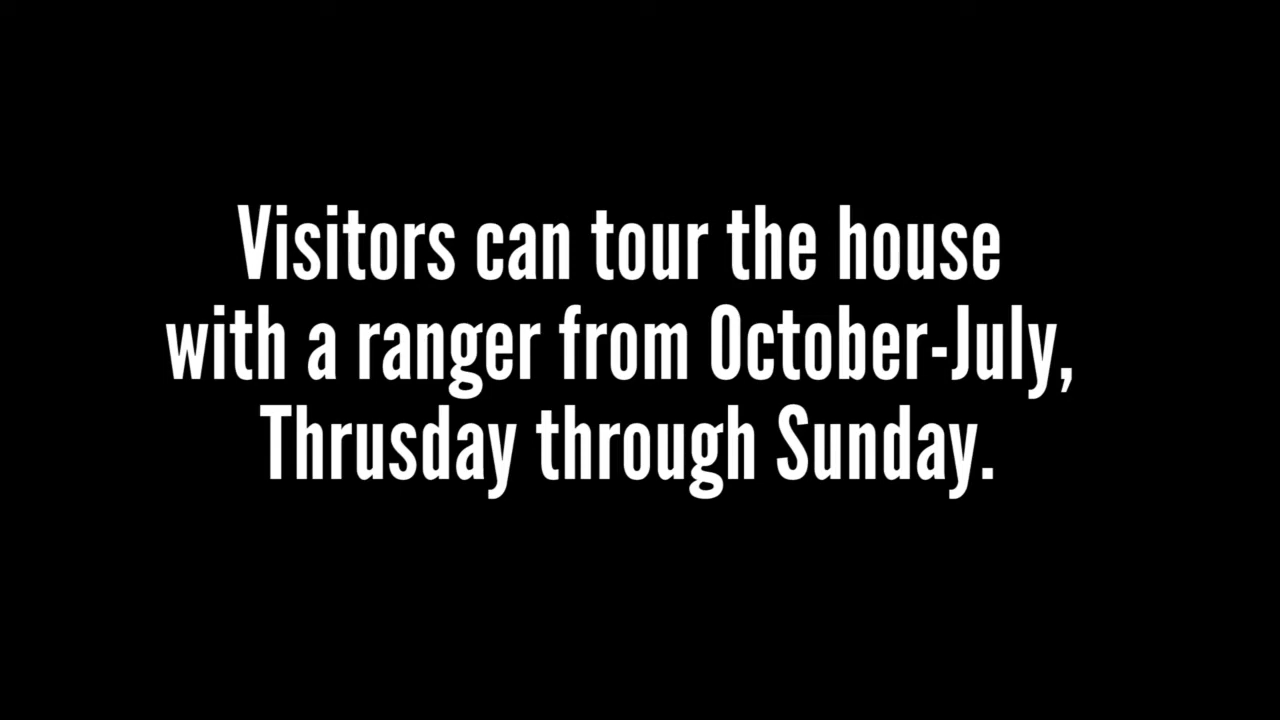 Visitors can tour the house
with a ranger from October-July,
Thrusday through Sunday.